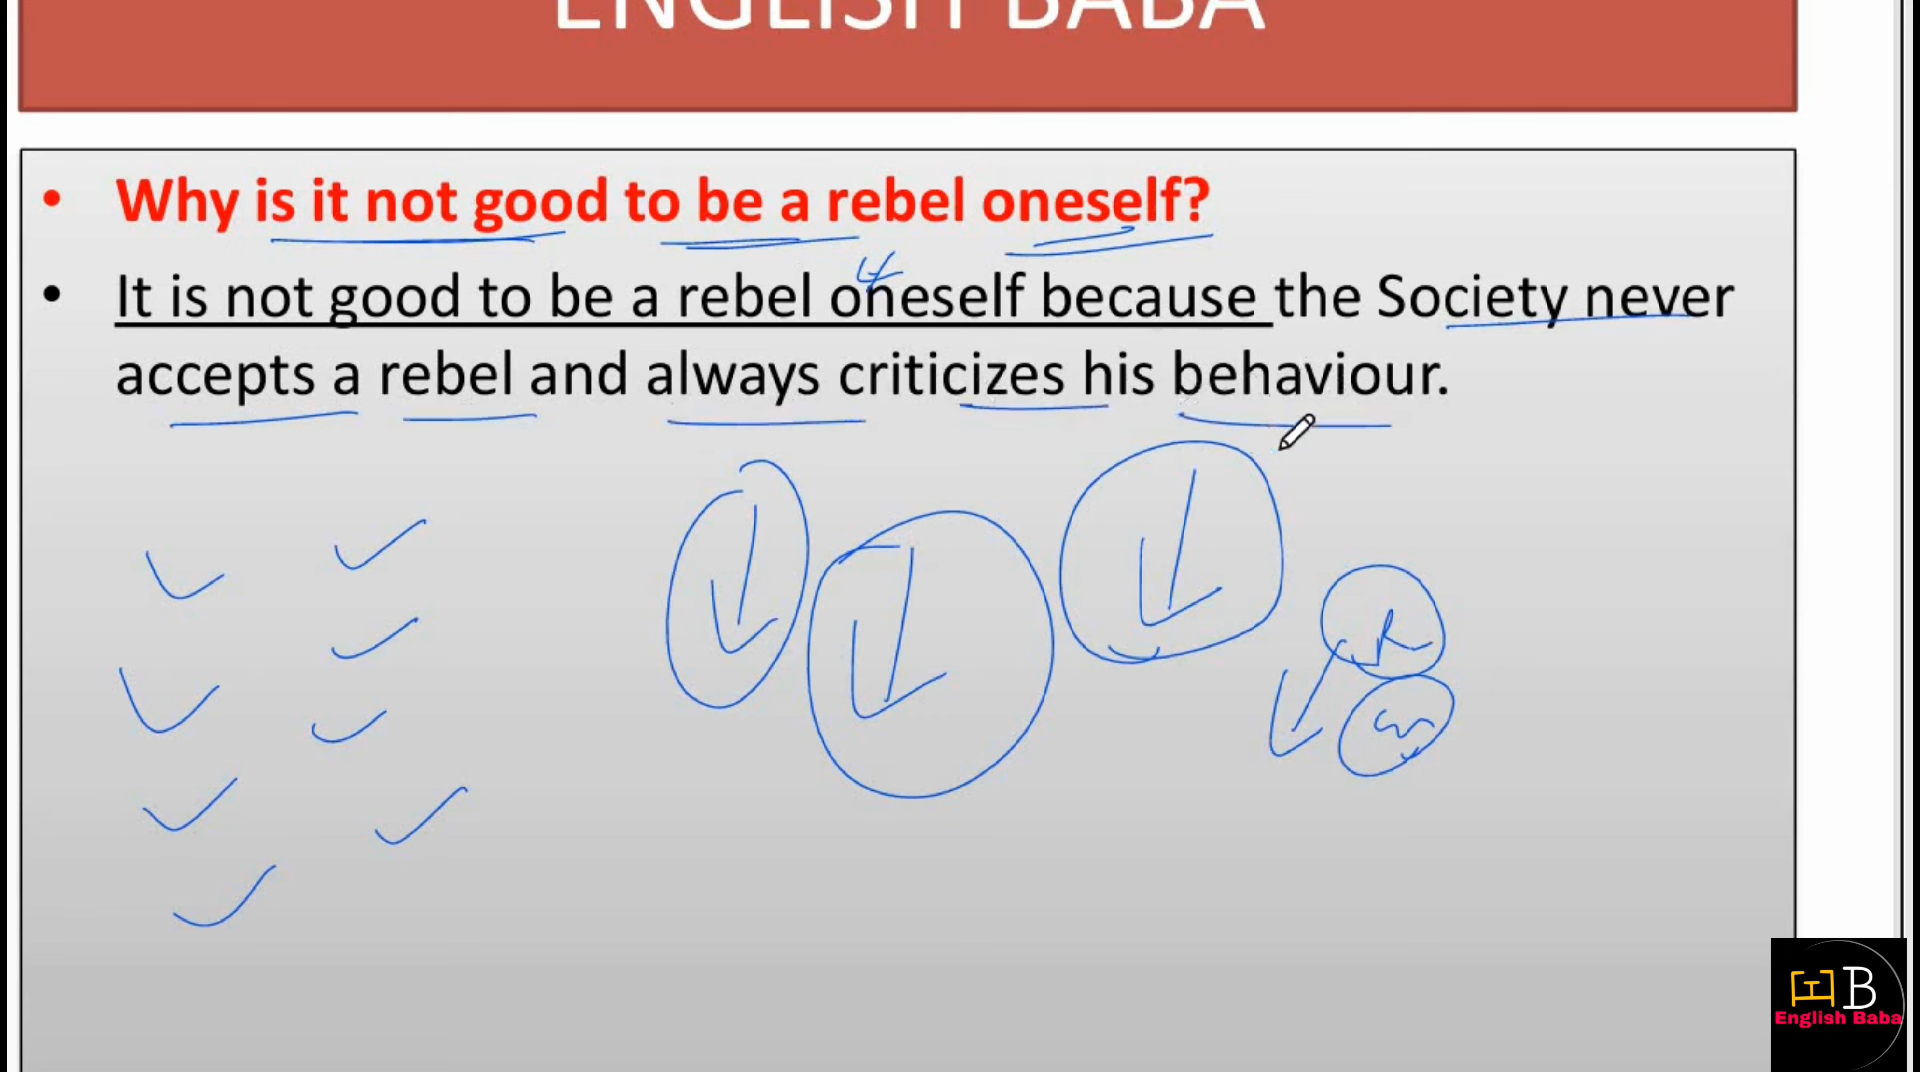 ENGLISH BABA
• Why is it not good to be a rebel oneself?
• It is not good to be a rebel oneself because the Society never
accepts a rebel and always criticizes his behaviour.
B
English Baba